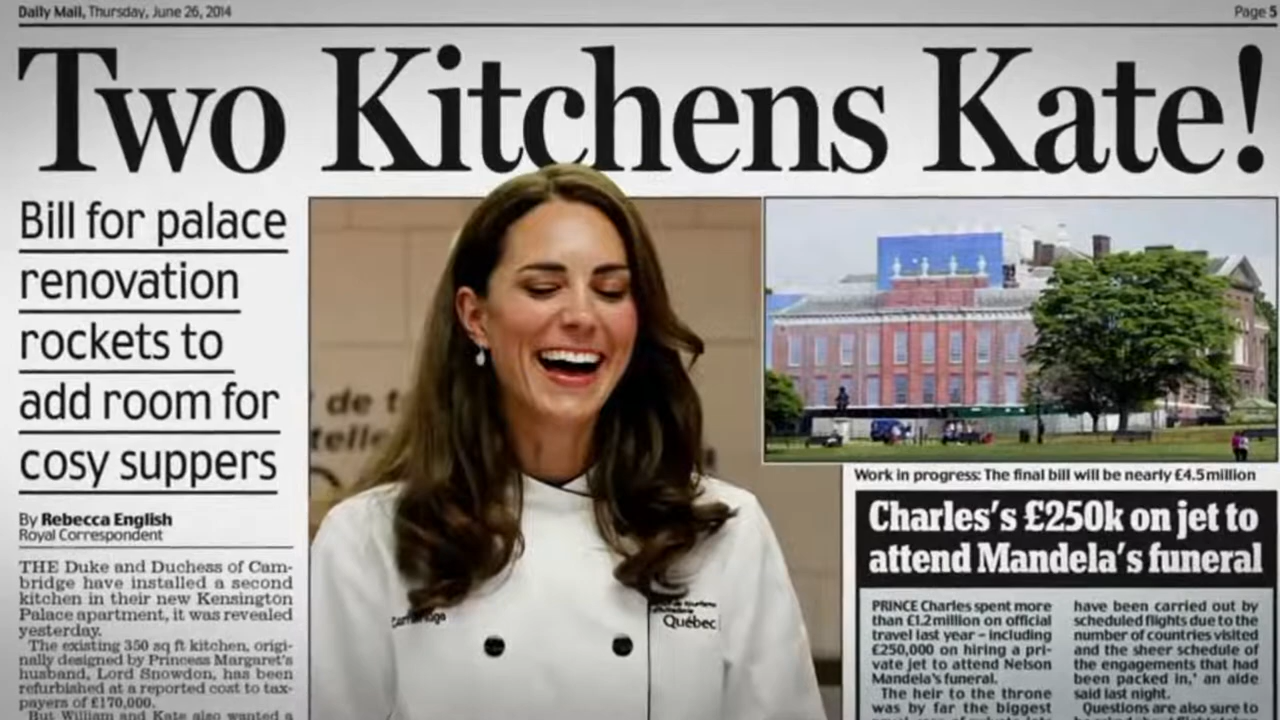 Daily Mail, Thursday, June 26, 2014
Page 5
Two Kitchens Kate!
Bill for palace
renovation
rockets to
add room for
cosy suppers
By Rebecca English
Royal Correspondent
THE Duke and Duchess of Cam-
bridge have installed a second
kitchen in their new Kensington
Palace apartment, it was revealed
yesterday.
The existing 350 sq ft kitchen, origi-
nally designed by Princess Margaret's
husband, Lord Snowdon, has been
refurbished at a reported cost to tax-
payers of £170,000.
But William and Kate also wanted a
de t
telle
Québec
Work in progress: The final bill will be nearly £4.5million
Charles's £250k on jet to
attend Mandela's funeral
PRINCE Charles spent more
than £1.2million on official
travel last year – including
£250,000 on hiring a pri-
vate jet to attend Nelson
Mandela's funeral.
The heir to the throne
was by far the biggest
have been carried out by
scheduled flights due to the
number of countries visited
and the sheer schedule of
the engagements that had
been packed in,' an aide
said last night.
Questions are also sure to